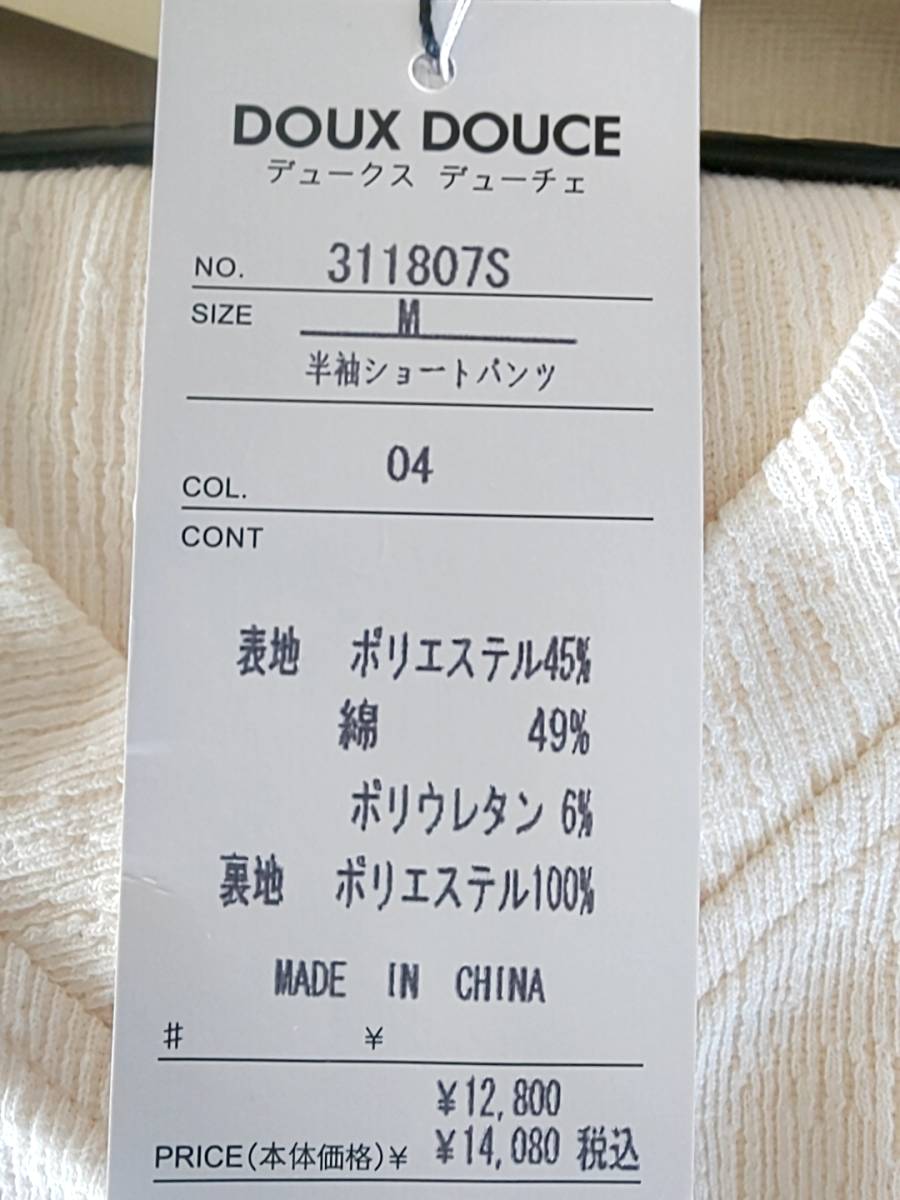 DOUX DOUCE
デュークス デューチェ
NO. 311807S
SIZE M
半袖ショートパンツ
COL. 04
CONT
表地 ポリエステル45%
綿 49%
ポリウレタン 6%
裏地 ポリエステル100%
MADE IN CHINA
# ¥
¥12,800
PRICE(本体価格)¥ ¥14,080 税込